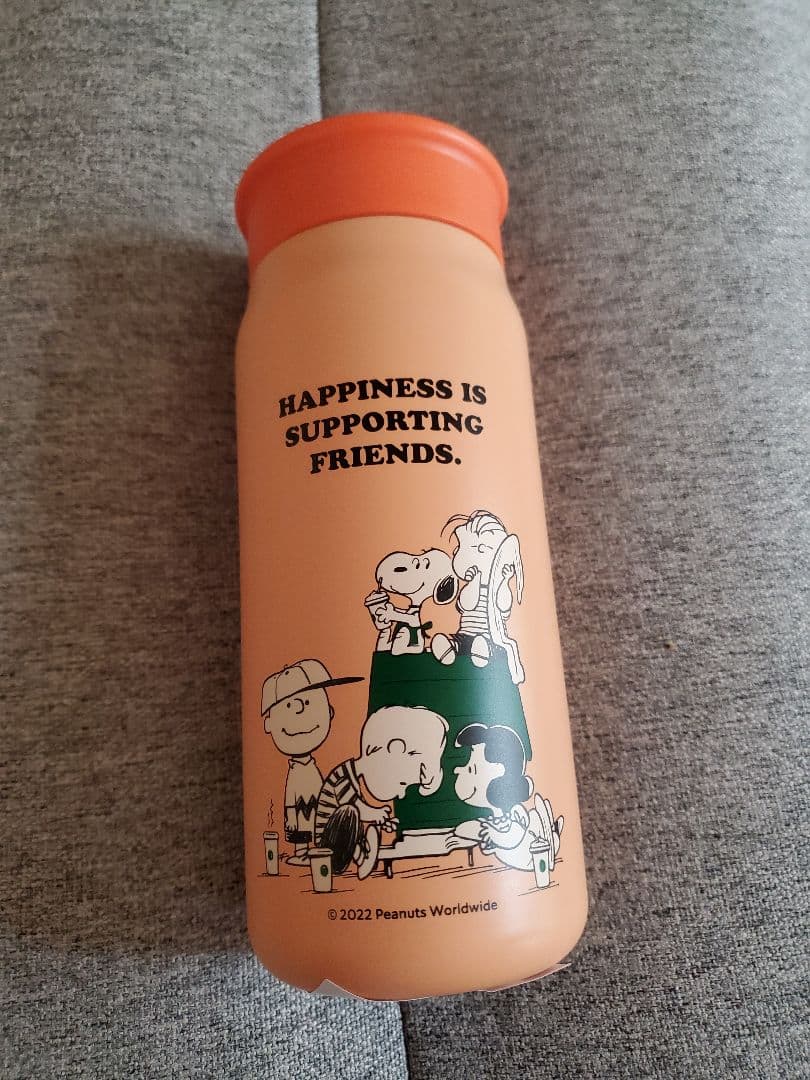 HAPPINESS IS
SUPPORTING
FRIENDS.
© 2022 Peanuts Worldwide